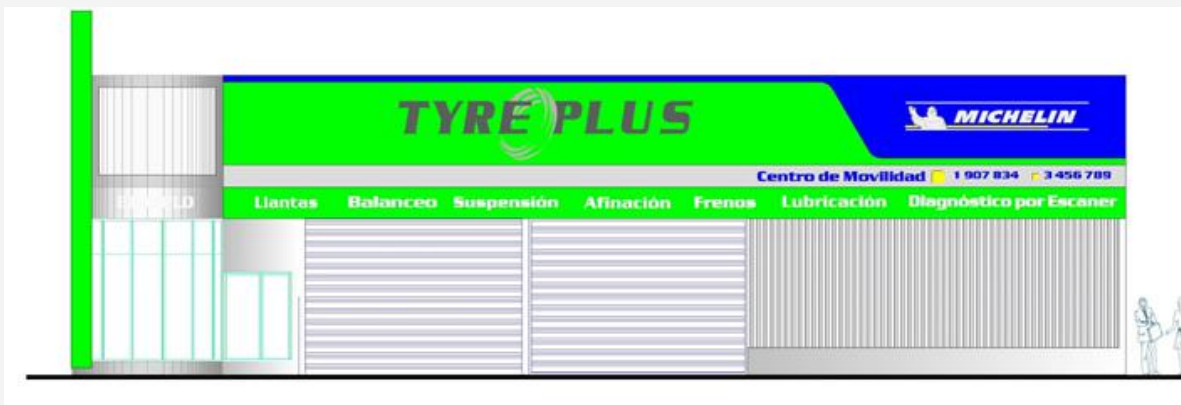 TYRE PLUS
MICHELIN
Centro de Movilidad 1 907 834 3 456 789
Llantas Balanceo Suspensión Afinación Frenos Lubricación Diagnóstico por Escaner